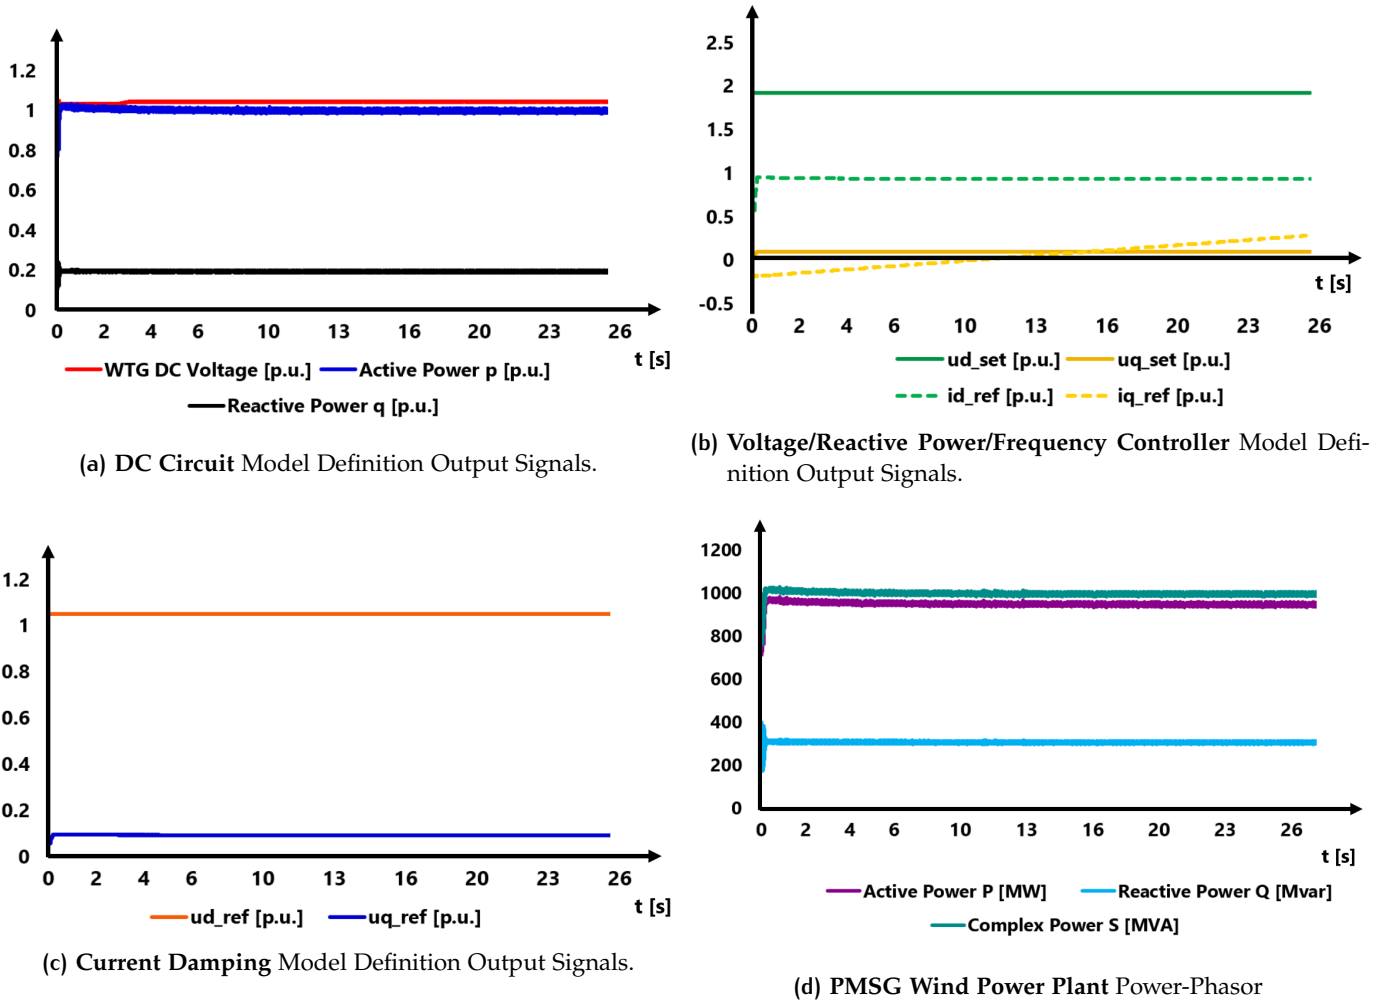 1.2
1
0.8
0.6
0.4
0.2
0
0 2 4 6 10 13 16 20 23 26
t [s]
WTG DC Voltage [p.u.] Active Power p [p.u.]
Reactive Power q [p.u.]
(a) DC Circuit Model Definition Output Signals.
2.5
2
1.5
1
0.5
0
-0.5
t [s]
0 2 4 6 10 13 16 20 23 26
ud_set [p.u.] uq_set [p.u.]
id_ref [p.u.] iq_ref [p.u.]
(b) Voltage/Reactive Power/Frequency Controller Model Defi-
nition Output Signals.
1.2
1
0.8
0.6
0.4
0.2
0
0 2 4 6 10 13 16 20 23 26
t [s]
ud_ref [p.u.] uq_ref [p.u.]
(c) Current Damping Model Definition Output Signals.
1200
1000
800
600
400
200
0
0 2 4 6 10 13 16 20 23 26
t [s]
Active Power P [MW] Reactive Power Q [Mvar]
Complex Power S [MVA]
(d) PMSG Wind Power Plant Power-Phasor